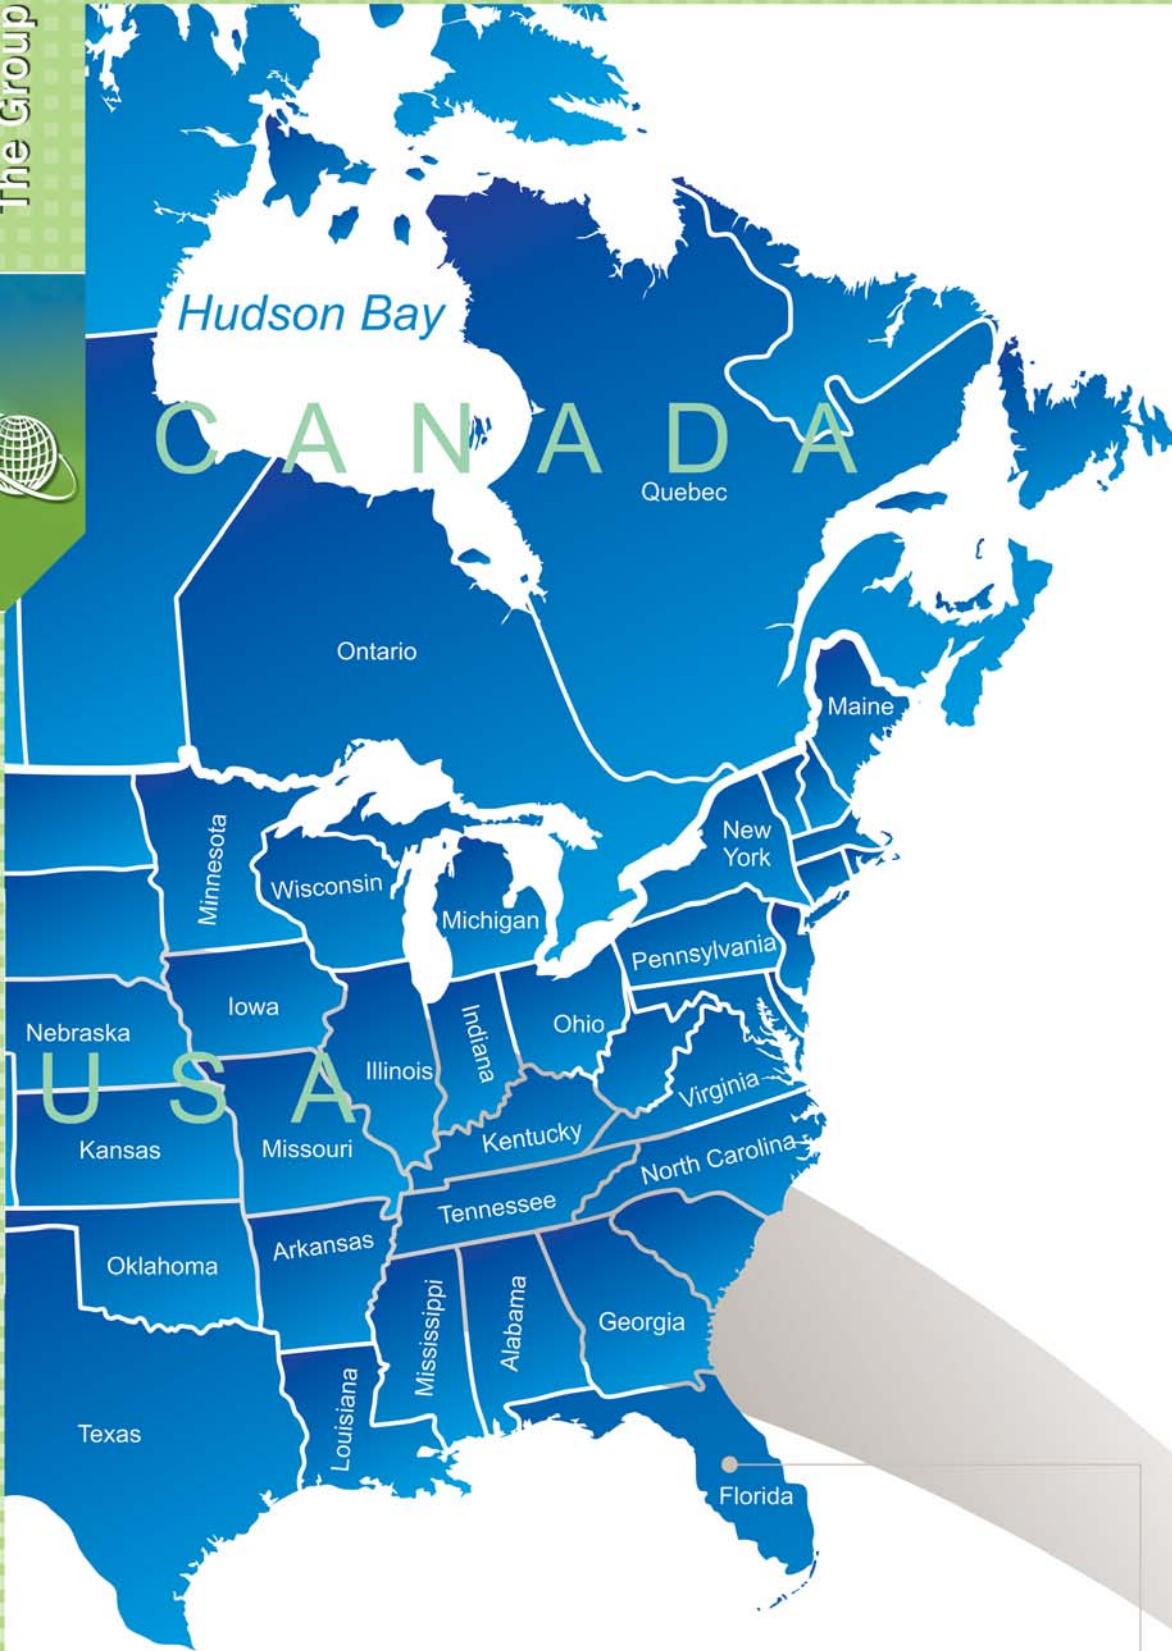 The Group
Hudson Bay
CANADA
Quebec
Ontario
Maine
Minnesota
Wisconsin
Michigan
New
York
Pennsylvania
Nebraska
Iowa
Illinois
Indiana
Ohio
USA
Virginia
Kansas
Missouri
Kentucky
North Carolina
Tennessee
Oklahoma
Arkansas
Mississippi
Alabama
Georgia
Texas
Louisiana
Florida